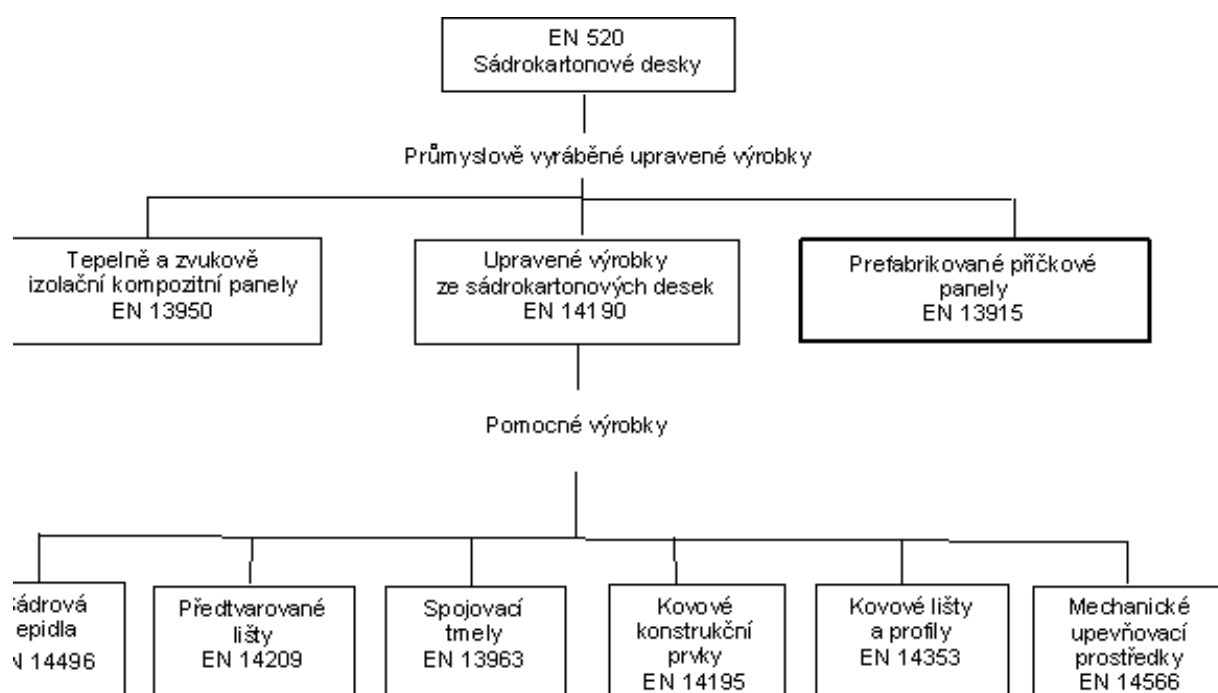 EN 520
Sádrokartonové desky
Průmyslově vyráběné upravené výrobky
Tepelně a zvukově
izolační kompozitní panely
EN 13950
Upravené výrobky
ze sádrokartonových desek
EN 14190
Prefabrikované příčkové
panely
EN 13915
Pomocné výrobky
ádrová
epidla
N 14496
Předtvarované
lišty
EN 14209
Spojovací
tmely
EN 13963
Kovové
konstrukční
prvky
EN 14195
Kovové lišty
a profily
EN 14353
Mechanické
upevňovací
prostředky
EN 14566